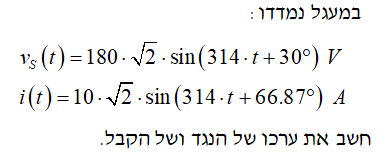 במעגל נמדדו :
v_S(t) = 180 · √2 · sin(314 · t + 30°) V
i(t) = 10 · √2 · sin(314 · t + 66.87°) A
חשב את ערכו של הנגד ושל הקבל.